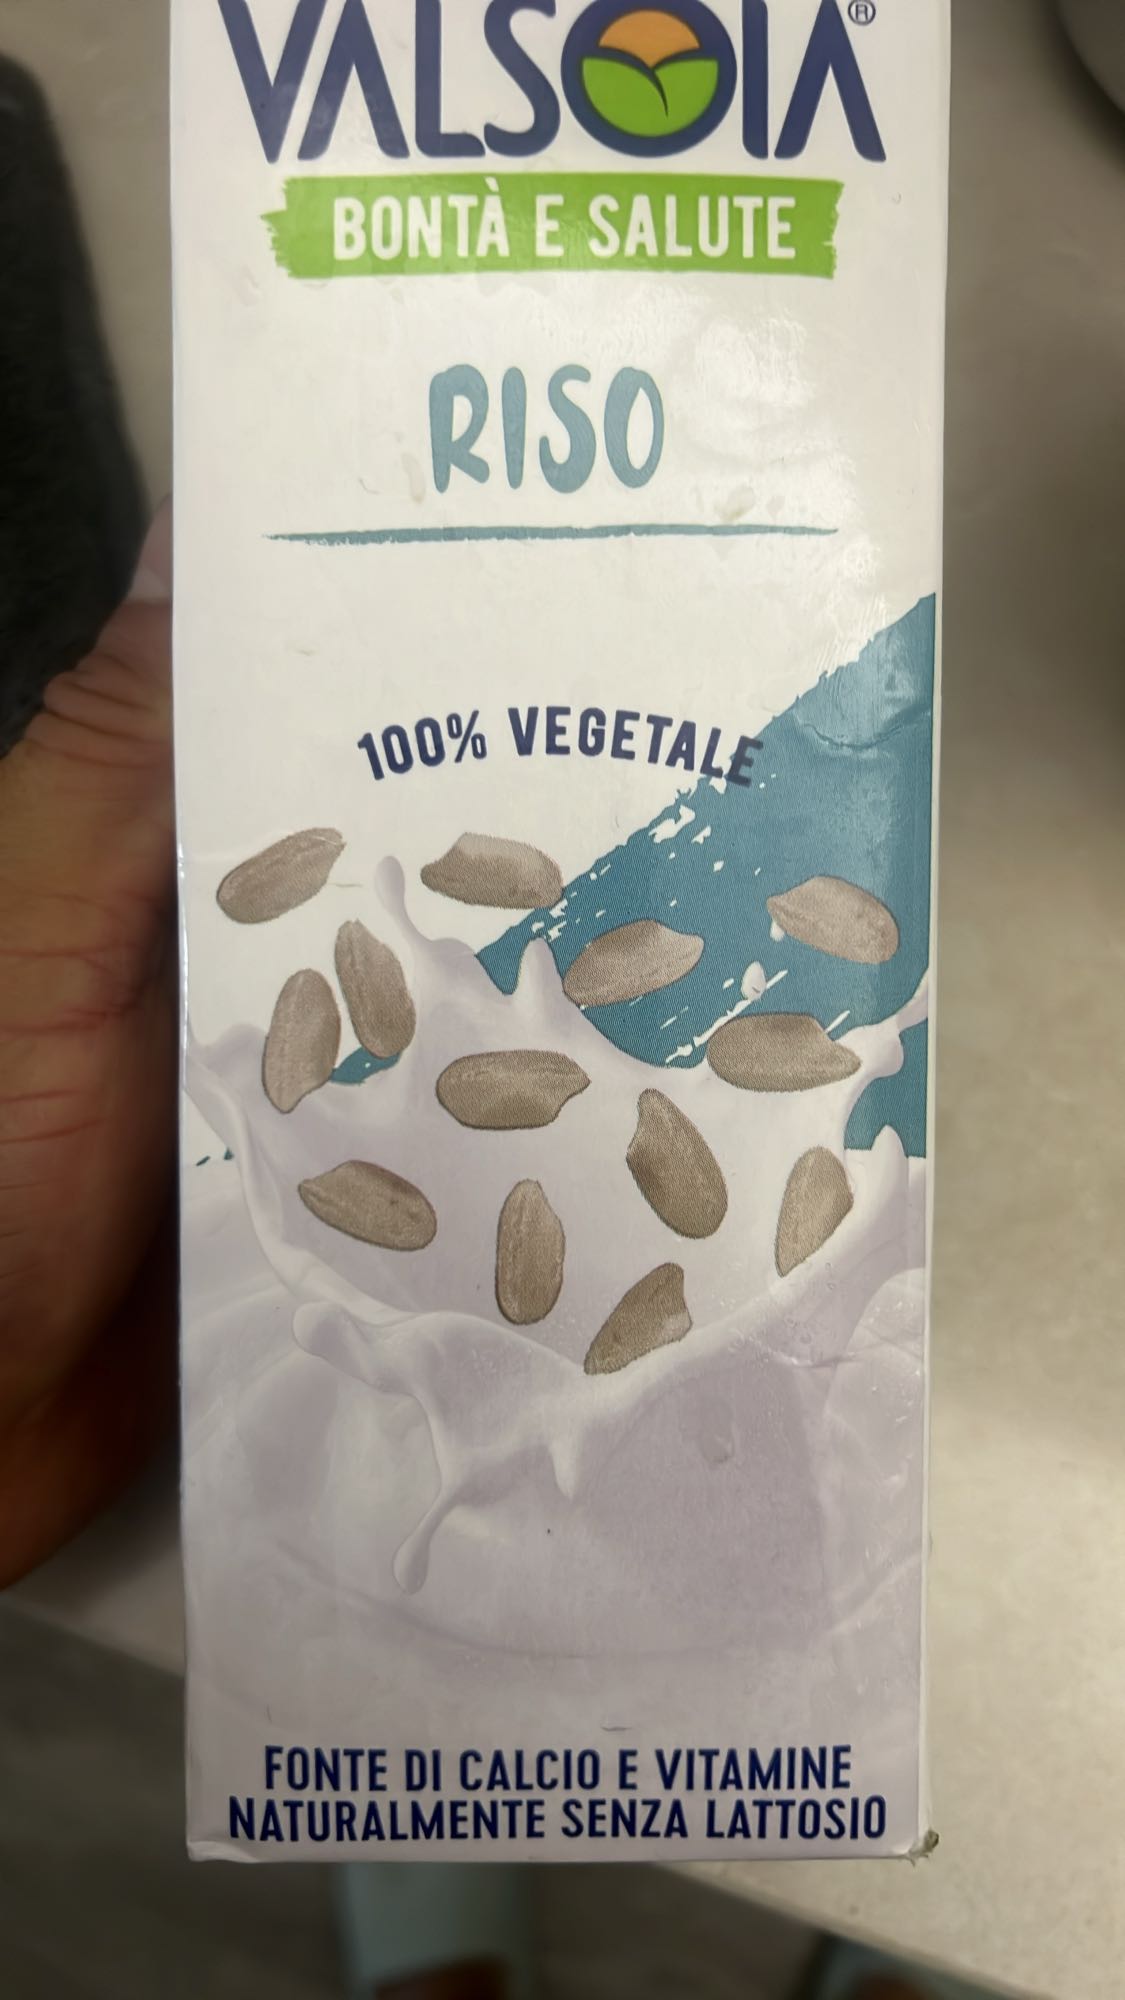 VALSOIA®
BONTÀ E SALUTE
RISO
100% VEGETALE
FONTE DI CALCIO E VITAMINE
NATURALMENTE SENZA LATTOSIO